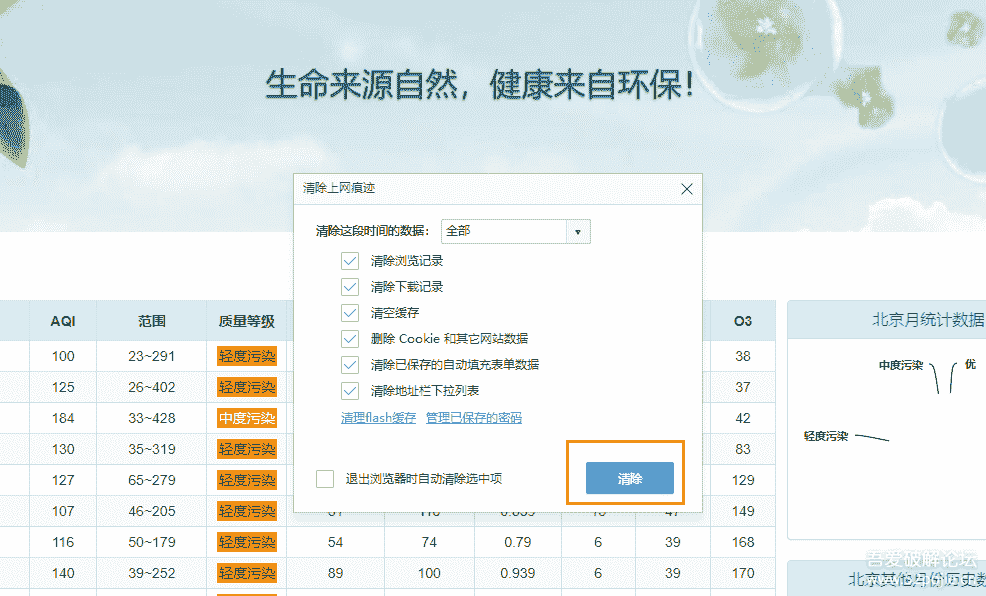 生命来源自然，健康来自环保！
清除上网痕迹
清除这段时间的数据： 全部
清除浏览记录
清除下载记录
清空缓存
删除 Cookie 和其它网站数据
清除已保存的自动填充表单数据
清除地址栏下拉列表
清理flash缓存 管理已保存的密码
退出浏览器时自动清除选中项 清除
AQI 范围 质量等级 O3
100 23~291 轻度污染 38
125 26~402 轻度污染 37
184 33~428 中度污染 42
130 35~319 轻度污染 83
127 65~279 轻度污染 129
107 46~205 轻度污染 149
116 50~179 轻度污染 54 74 0.79 6 39 168
140 39~252 轻度污染 89 100 0.939 6 39 170
北京月统计数据
中度污染 优
轻度污染
吾爱破解论坛
北京其他月份历史数